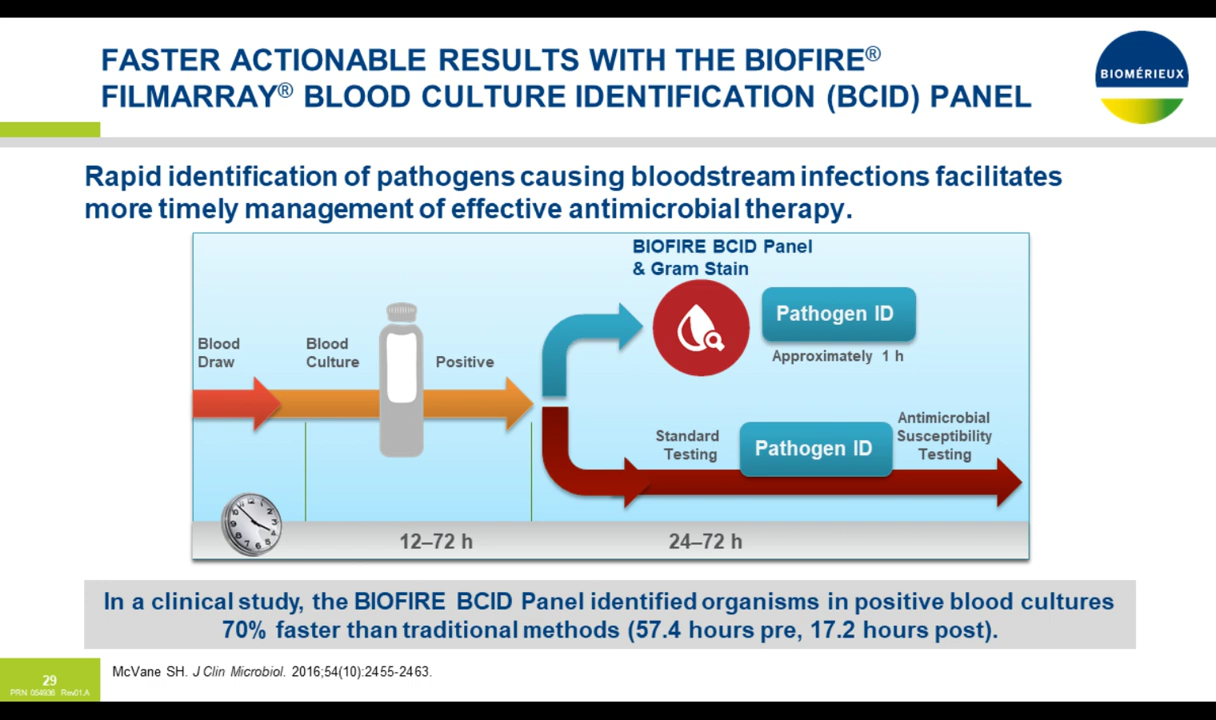 FASTER ACTIONABLE RESULTS WITH THE BIOFIRE®
FILMARRAY® BLOOD CULTURE IDENTIFICATION (BCID) PANEL
BIOMÉRIEUX
Rapid identification of pathogens causing bloodstream infections facilitates
more timely management of effective antimicrobial therapy.
BIOFIRE BCID Panel
& Gram Stain
Pathogen ID
Approximately 1 h
Blood
Draw
Blood
Culture
Positive
Standard
Testing
Pathogen ID
Antimicrobial
Susceptibility
Testing
12–72 h
24–72 h
In a clinical study, the BIOFIRE BCID Panel identified organisms in positive blood cultures
70% faster than traditional methods (57.4 hours pre, 17.2 hours post).
McVane SH. J Clin Microbiol. 2016;54(10):2455-2463.
29
PRN 054936 Rev01.A